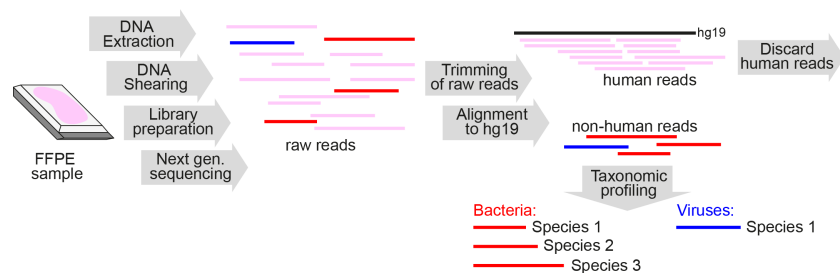 FFPE
sample
DNA
Extraction
DNA
Shearing
Library
preparation
Next gen.
sequencing
raw reads
Trimming
of raw reads
Alignment
to hg19
hg19
human reads
Discard
human reads
non-human reads
Taxonomic
profiling
Bacteria:
Species 1
Species 2
Species 3
Viruses:
Species 1